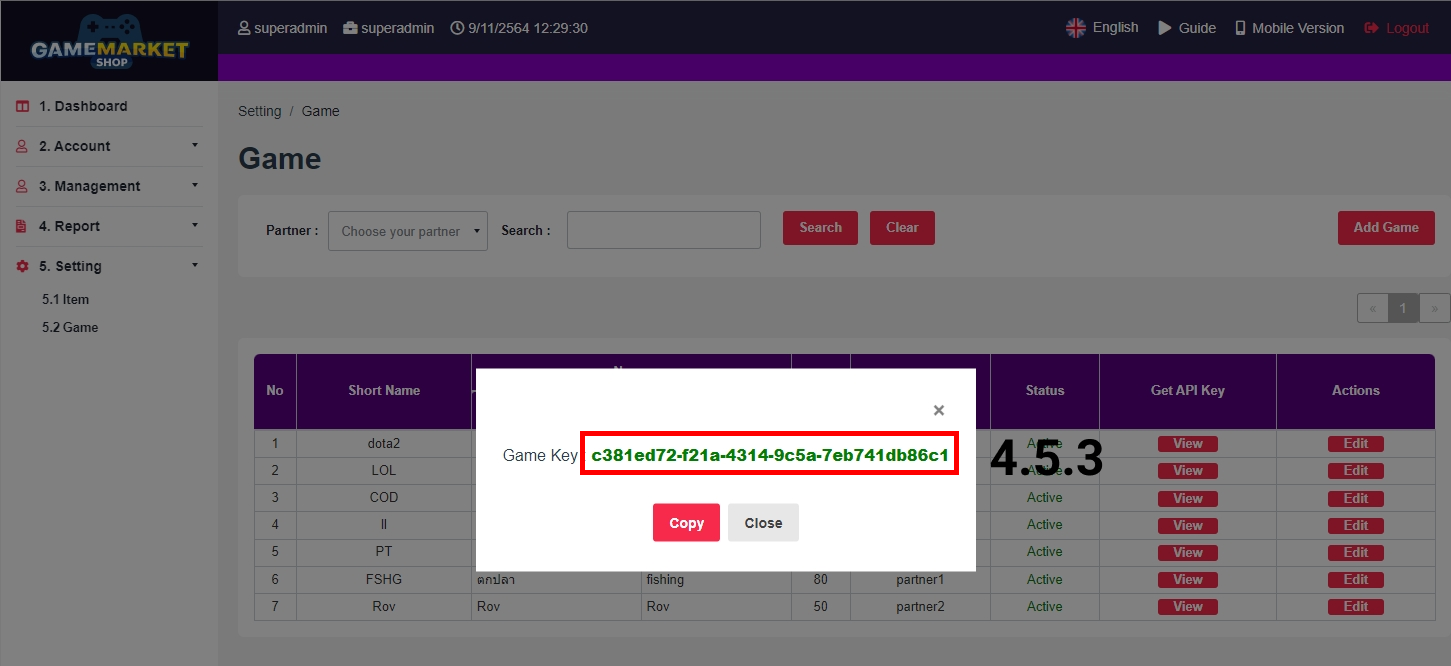 GAMEMARKET
SHOP
superadmin superadmin 9/11/2564 12:29:30
English Guide Mobile Version Logout
1. Dashboard
2. Account
3. Management
4. Report
5. Setting
5.1 Item
5.2 Game
Setting / Game
Game
Partner : Choose your partner Search : Search Clear Add Game
« 1 »
No Short Name Status Get API Key Actions
1 dota2 Active View Edit
2 LOL Active View Edit
3 COD Active View Edit
4 II Active View Edit
5 PT Active View Edit
6 FSHG ตกปลา fishing 80 partner1 Active View Edit
7 Rov Rov Rov 50 partner2 Active View Edit
×
Game Key c381ed72-f21a-4314-9c5a-7eb741db86c1
4.5.3
Copy Close